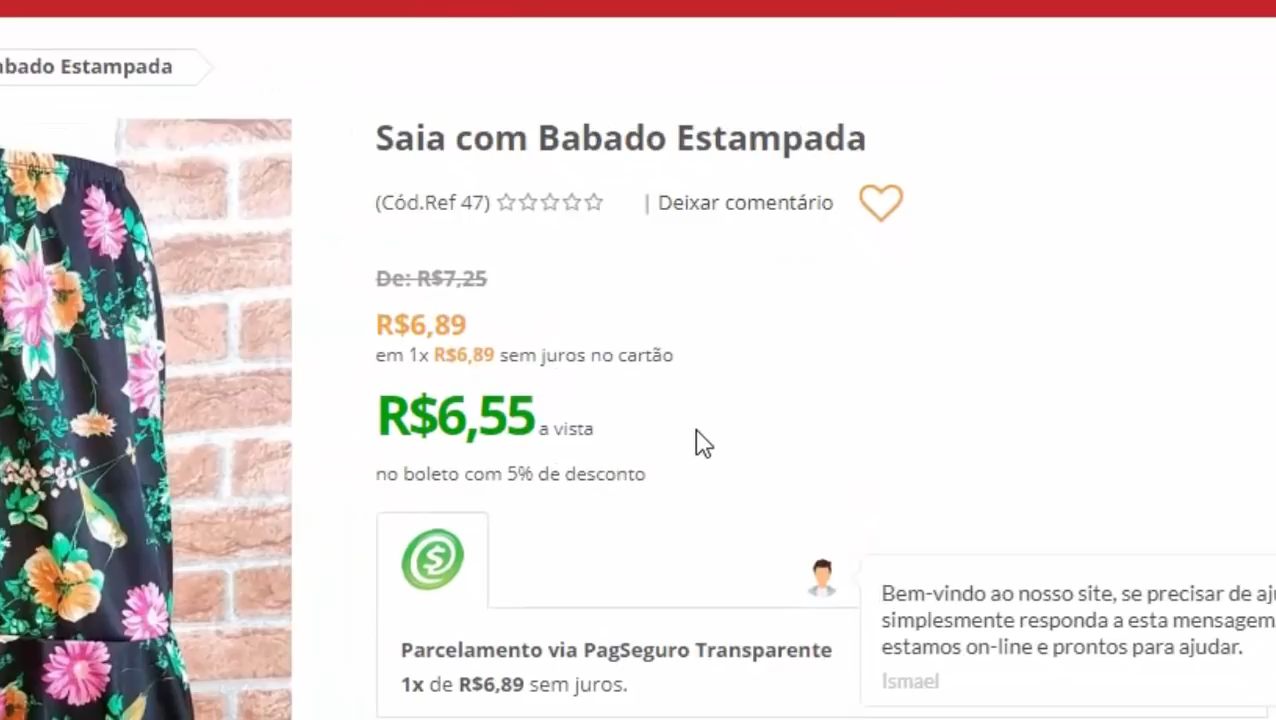 Estampada
Saia com Babado Estampada
(Cód.Ref 47)
| Deixar comentário
De: R$7,25
R$6,89
em 1x R$6,89 sem juros no cartão
R$6,55 a vista
no boleto com 5% de desconto
Parcelamento via PagSeguro Transparente
1x de R$6,89 sem juros.
Bem-vindo ao nosso site, se precisar de
simplesmente responda a esta mensagem
estamos on-line e prontos para ajudar.
Ismael